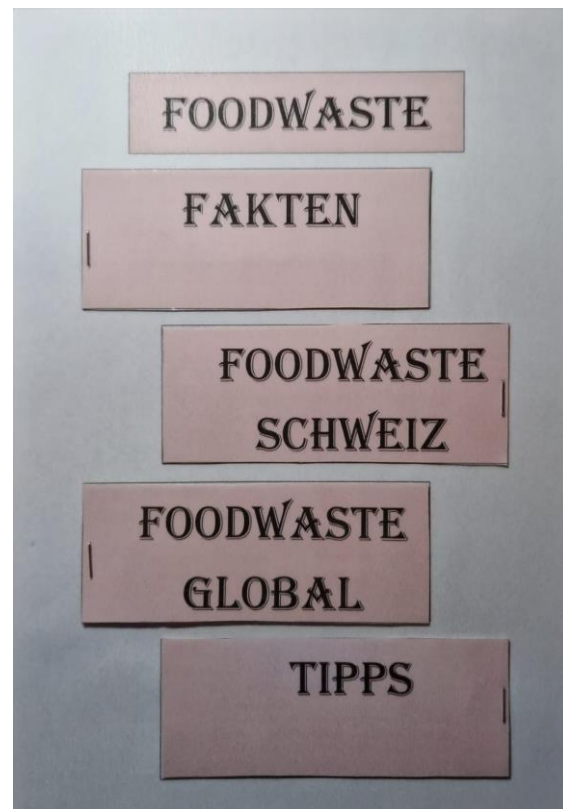 FOODWASTE
FAKTEN
FOODWASTE
SCHWEIZ
FOODWASTE
GLOBAL
TIPPS